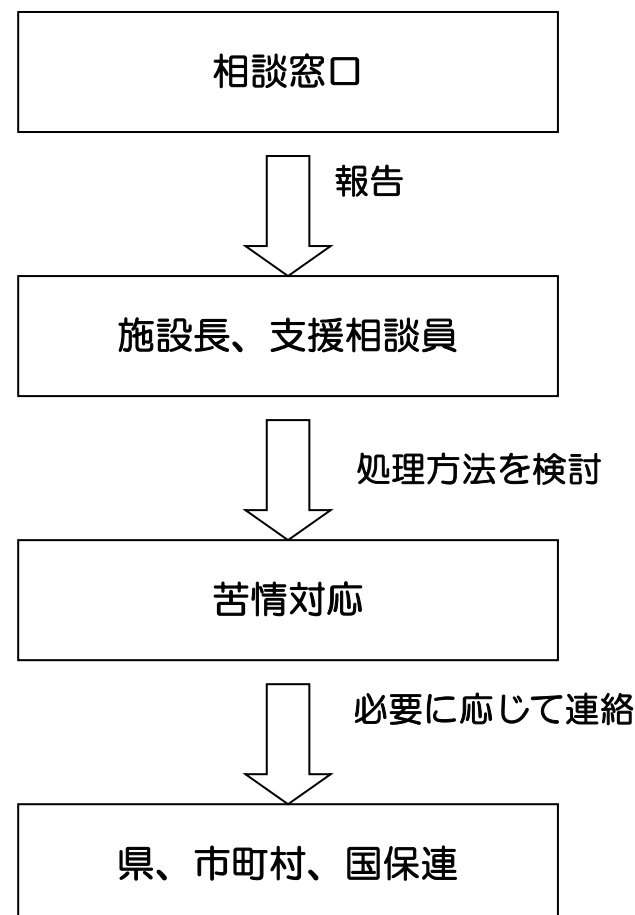 相談窓口
報告
施設長、支援相談員
処理方法を検討
苦情対応
必要に応じて連絡
県、市町村、国保連